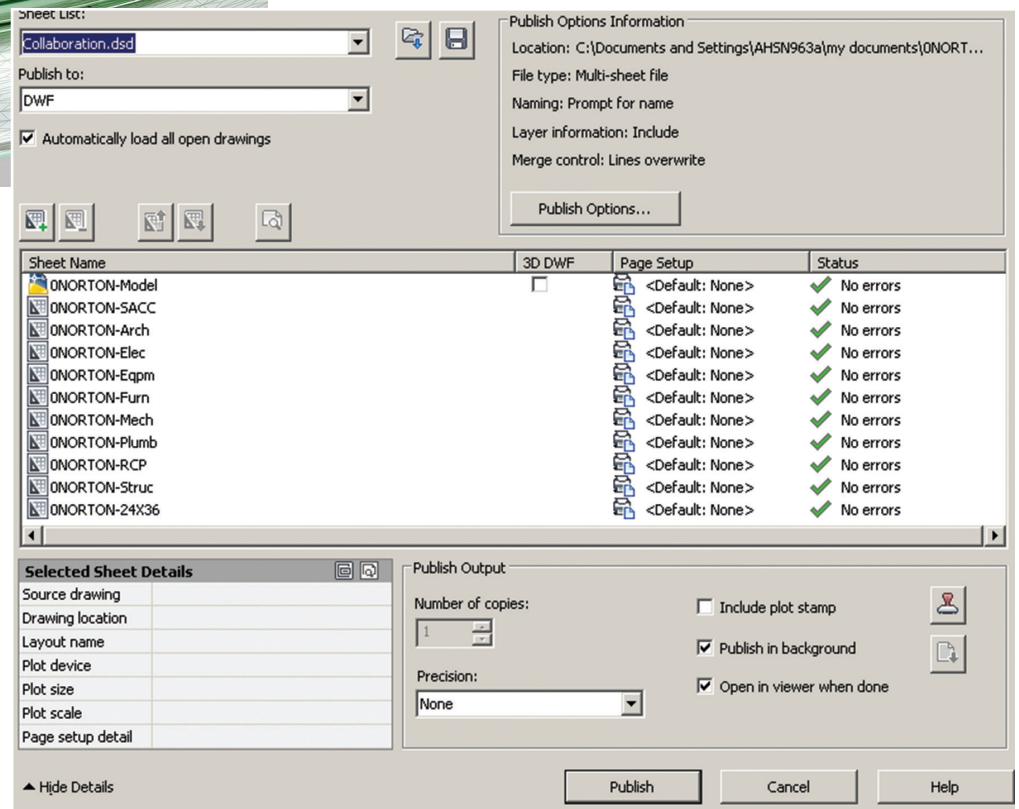 Sheet List:
Collaboration.dsd
Publish to:
DWF
Automatically load all open drawings
Publish Options Information
Location: C:\Documents and Settings\AHSN963a\my documents\0NORT...
File type: Multi-sheet file
Naming: Prompt for name
Layer information: Include
Merge control: Lines overwrite
Publish Options...
Sheet Name 3D DWF Page Setup Status
0NORTON-Model <Default: None> No errors
0NORTON-SACC <Default: None> No errors
0NORTON-Arch <Default: None> No errors
0NORTON-Elec <Default: None> No errors
0NORTON-Eqpm <Default: None> No errors
0NORTON-Furn <Default: None> No errors
0NORTON-Mech <Default: None> No errors
0NORTON-Plumb <Default: None> No errors
0NORTON-RCP <Default: None> No errors
0NORTON-Struc <Default: None> No errors
0NORTON-24X36 <Default: None> No errors
Selected Sheet Details
Source drawing
Drawing location
Layout name
Plot device
Plot size
Plot scale
Page setup detail
Publish Output
Number of copies:
1
Precision:
None
Include plot stamp
Publish in background
Open in viewer when done
Hide Details
Publish
Cancel
Help